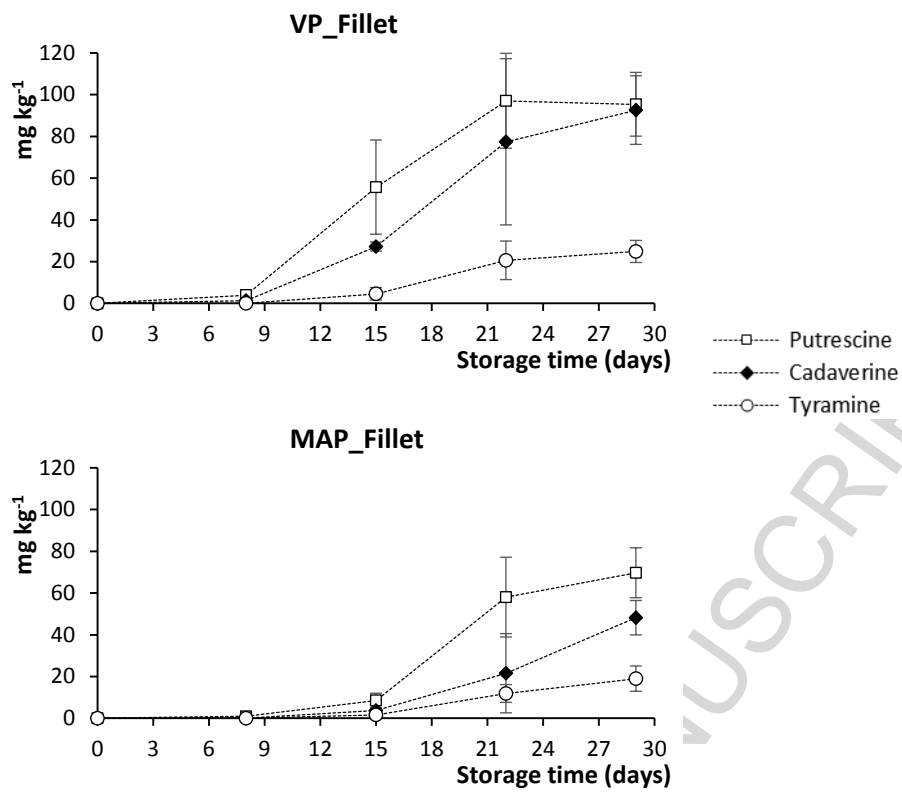 VP_Fillet
120
100
80
60
40
20
0
mg kg-1
0 3 6 9 12 15 18 21 24 27 30
Storage time (days)
Putrescine
Cadaverine
Tyramine
MAP_Fillet
120
100
80
60
40
20
0
mg kg-1
0 3 6 9 12 15 18 21 24 27 30
Storage time (days)
NUSCRI